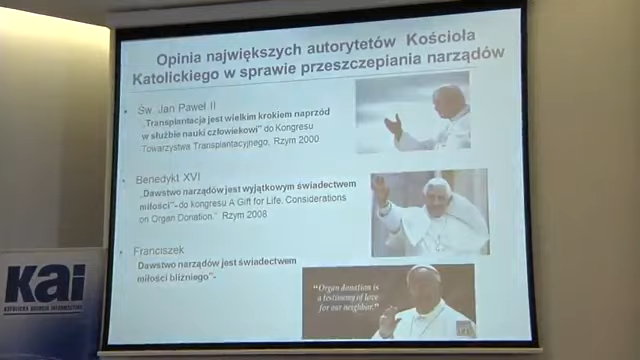 Opinia największych autorytetów Kościoła
Katolickiego w sprawie przeszczepiania narządów
• Św. Jan Paweł II
„Transplantacja jest wielkim krokiem naprzód
w służbie nauki człowiekowi” do Kongresu
Towarzystwa Transplantacyjnego, Rzym 2000
• Benedykt XVI
„Dawstwo narządów jest wyjątkowym świadectwem
miłości”- do kongresu A Gift for Life. Considerations
on Organ Donation.” Rzym 2008
• Franciszek
Dawstwo narządów jest świadectwem
miłości bliźniego”-
“Organ donation is
a testimony of love
for our neighbor.”
KAI
KATOLICKA AGENCJA INFORMACYJNA